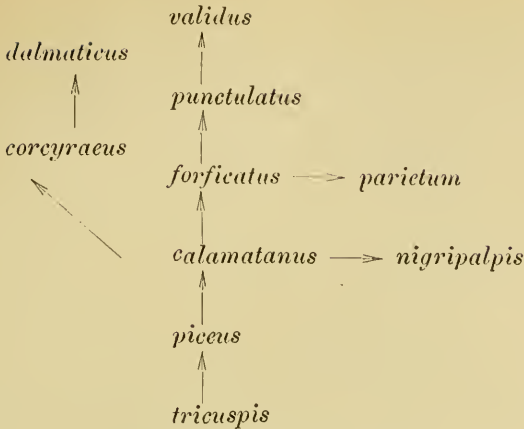 validus
dalmaticus
punctulatus
corcyraeus
forficatus parietum
calamatanus nigripalpis
piceus
tricuspis